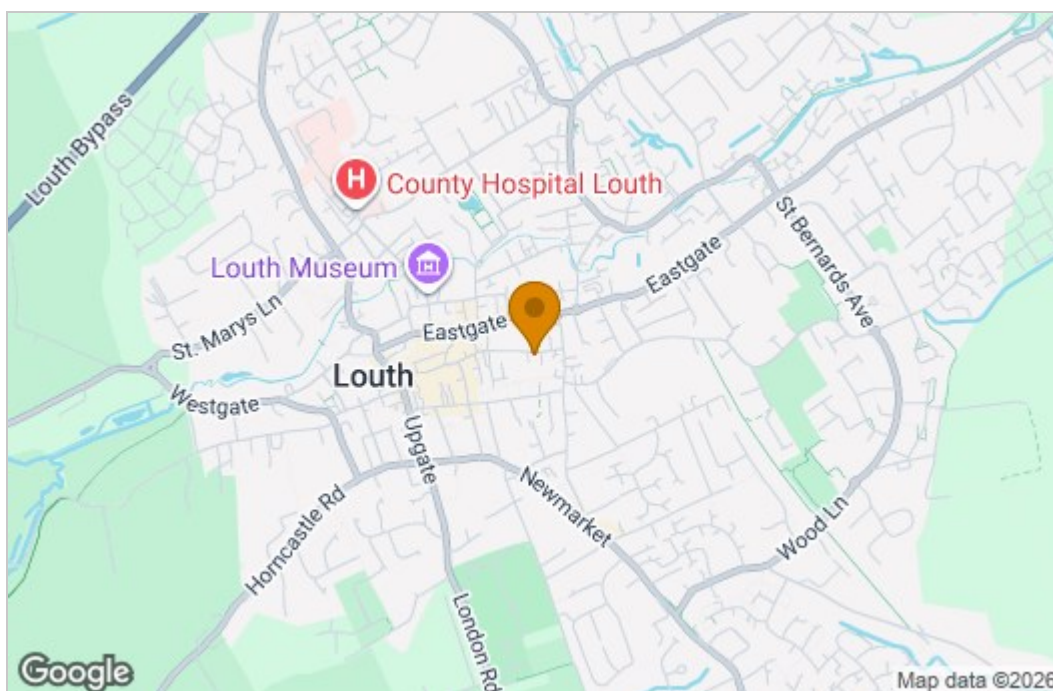 Louth Bypass
H
County Hospital Louth
Louth Museum
St. Marys Ln
Eastgate
Eastgate
St Bernards Ave
Louth
Westgate
Upgate
Newmarket
Horncastle Rd
Wood Ln
London Rd
Google
Map data ©2026